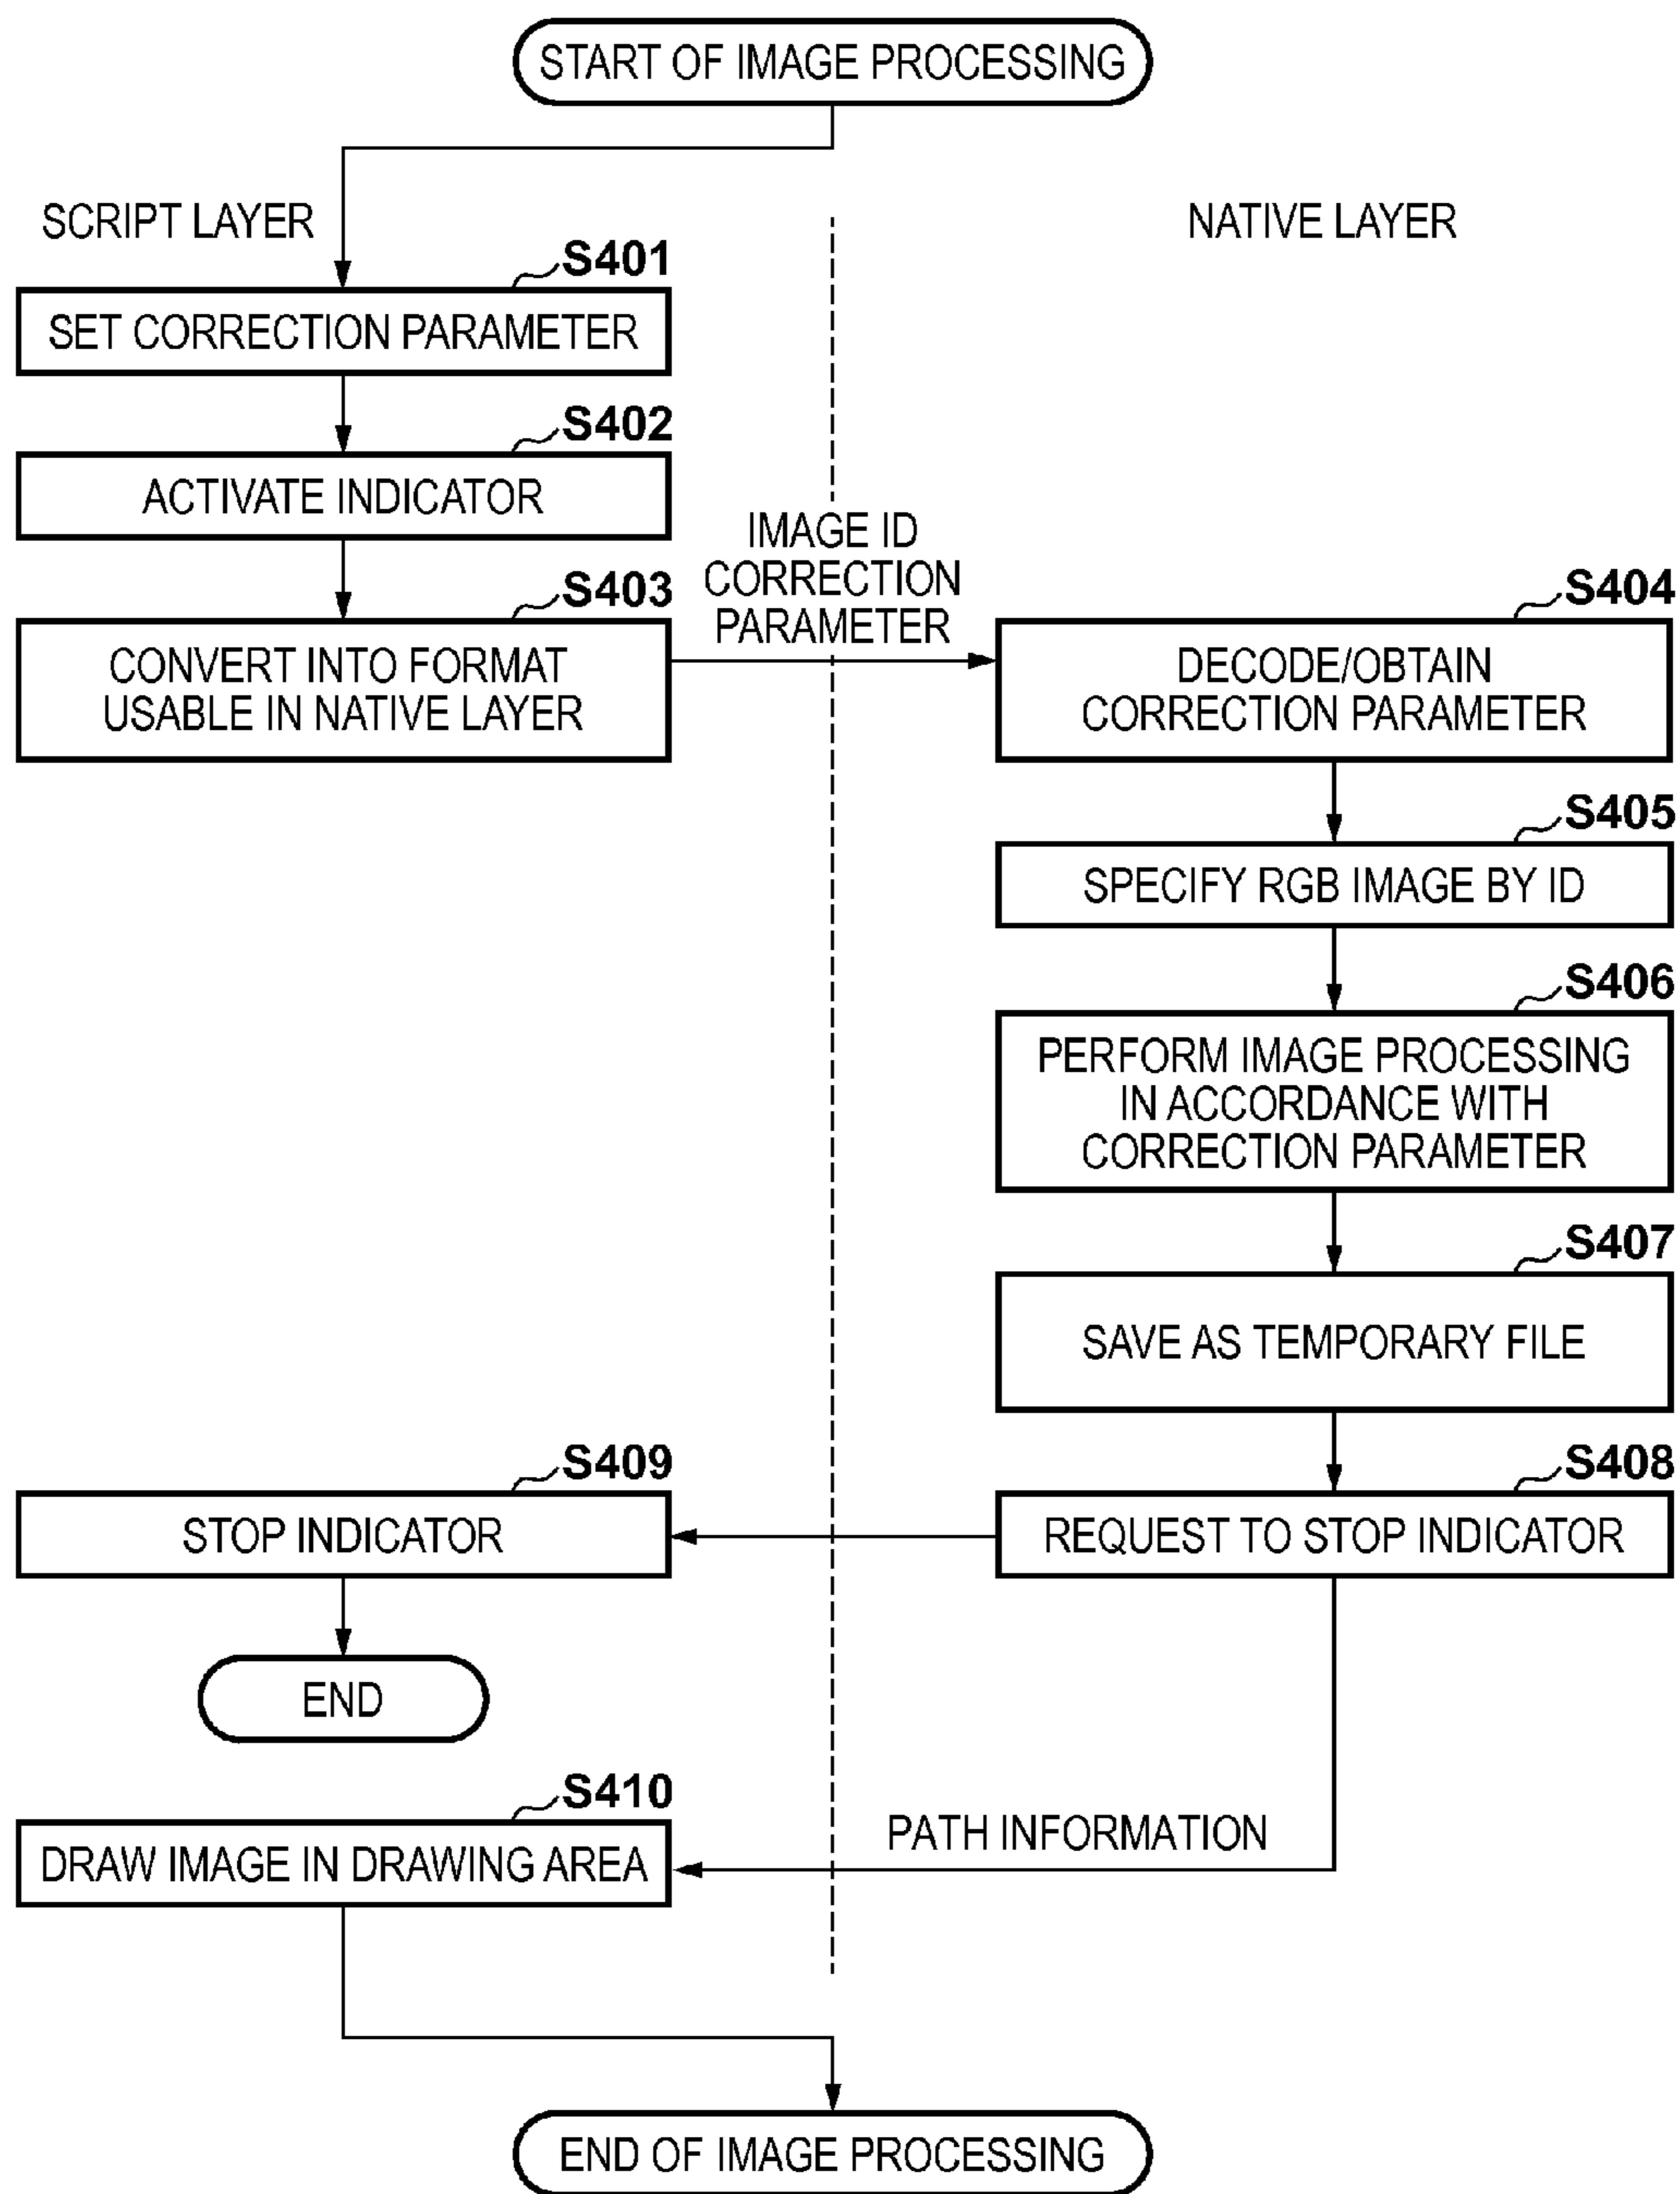 START OF IMAGE PROCESSING
SCRIPT LAYER
NATIVE LAYER
S401
SET CORRECTION PARAMETER
S402
ACTIVATE INDICATOR
S403
CONVERT INTO FORMAT
USABLE IN NATIVE LAYER
IMAGE ID
CORRECTION
PARAMETER
S404
DECODE/OBTAIN
CORRECTION PARAMETER
S405
SPECIFY RGB IMAGE BY ID
S406
PERFORM IMAGE PROCESSING
IN ACCORDANCE WITH
CORRECTION PARAMETER
S407
SAVE AS TEMPORARY FILE
S408
REQUEST TO STOP INDICATOR
S409
STOP INDICATOR
END
S410
DRAW IMAGE IN DRAWING AREA
PATH INFORMATION
END OF IMAGE PROCESSING